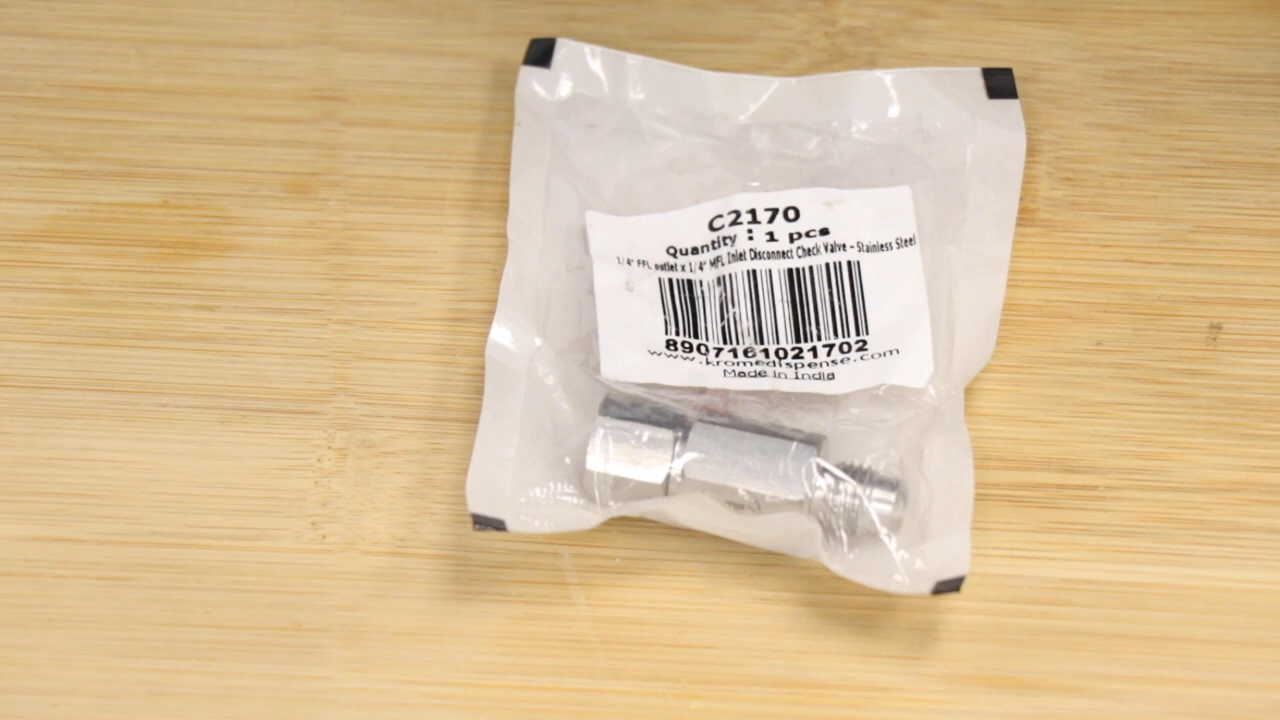 C2170
Quantity : 1 pcs
1/4" FFL outlet x 1/4" MFL Inlet Disconnect Check Valve - Stainless Steel
8907161021702
www.kromedispense.com
Made in India